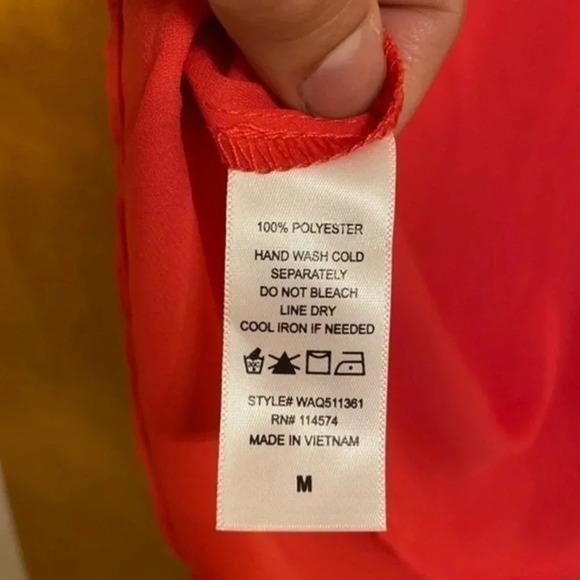 100% POLYESTER
HAND WASH COLD
SEPARATELY
DO NOT BLEACH
LINE DRY
COOL IRON IF NEEDED
STYLE# WAQ511361
RN# 114574
MADE IN VIETNAM
M